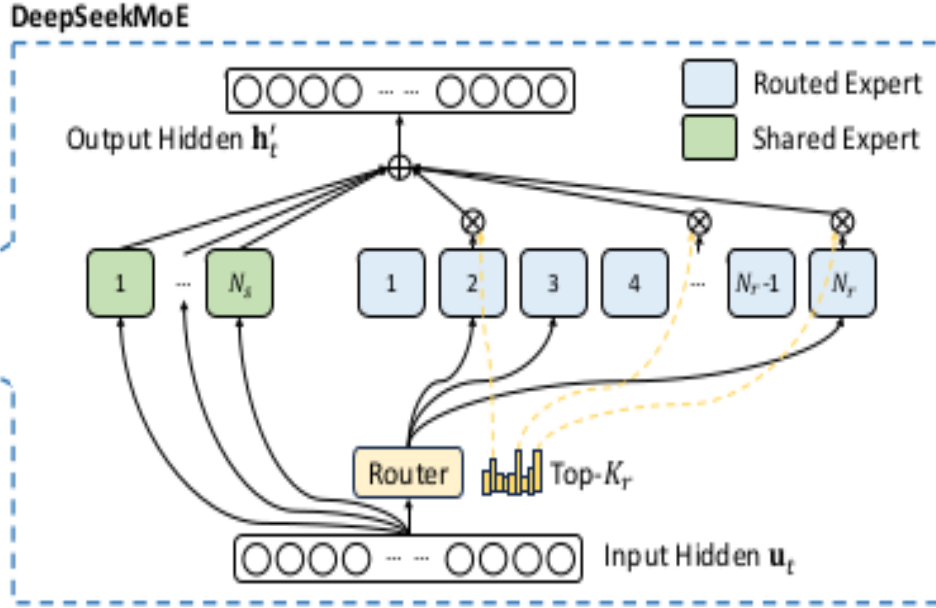 DeepSeekMoE
··· ···
Routed Expert
Output Hidden 𝐡′ₜ
Shared Expert
1 ··· Nₛ 1 2 3 4 ··· Nᵣ-1 Nᵣ
Router
Top-Kᵣ
··· ···
Input Hidden 𝐮ₜ